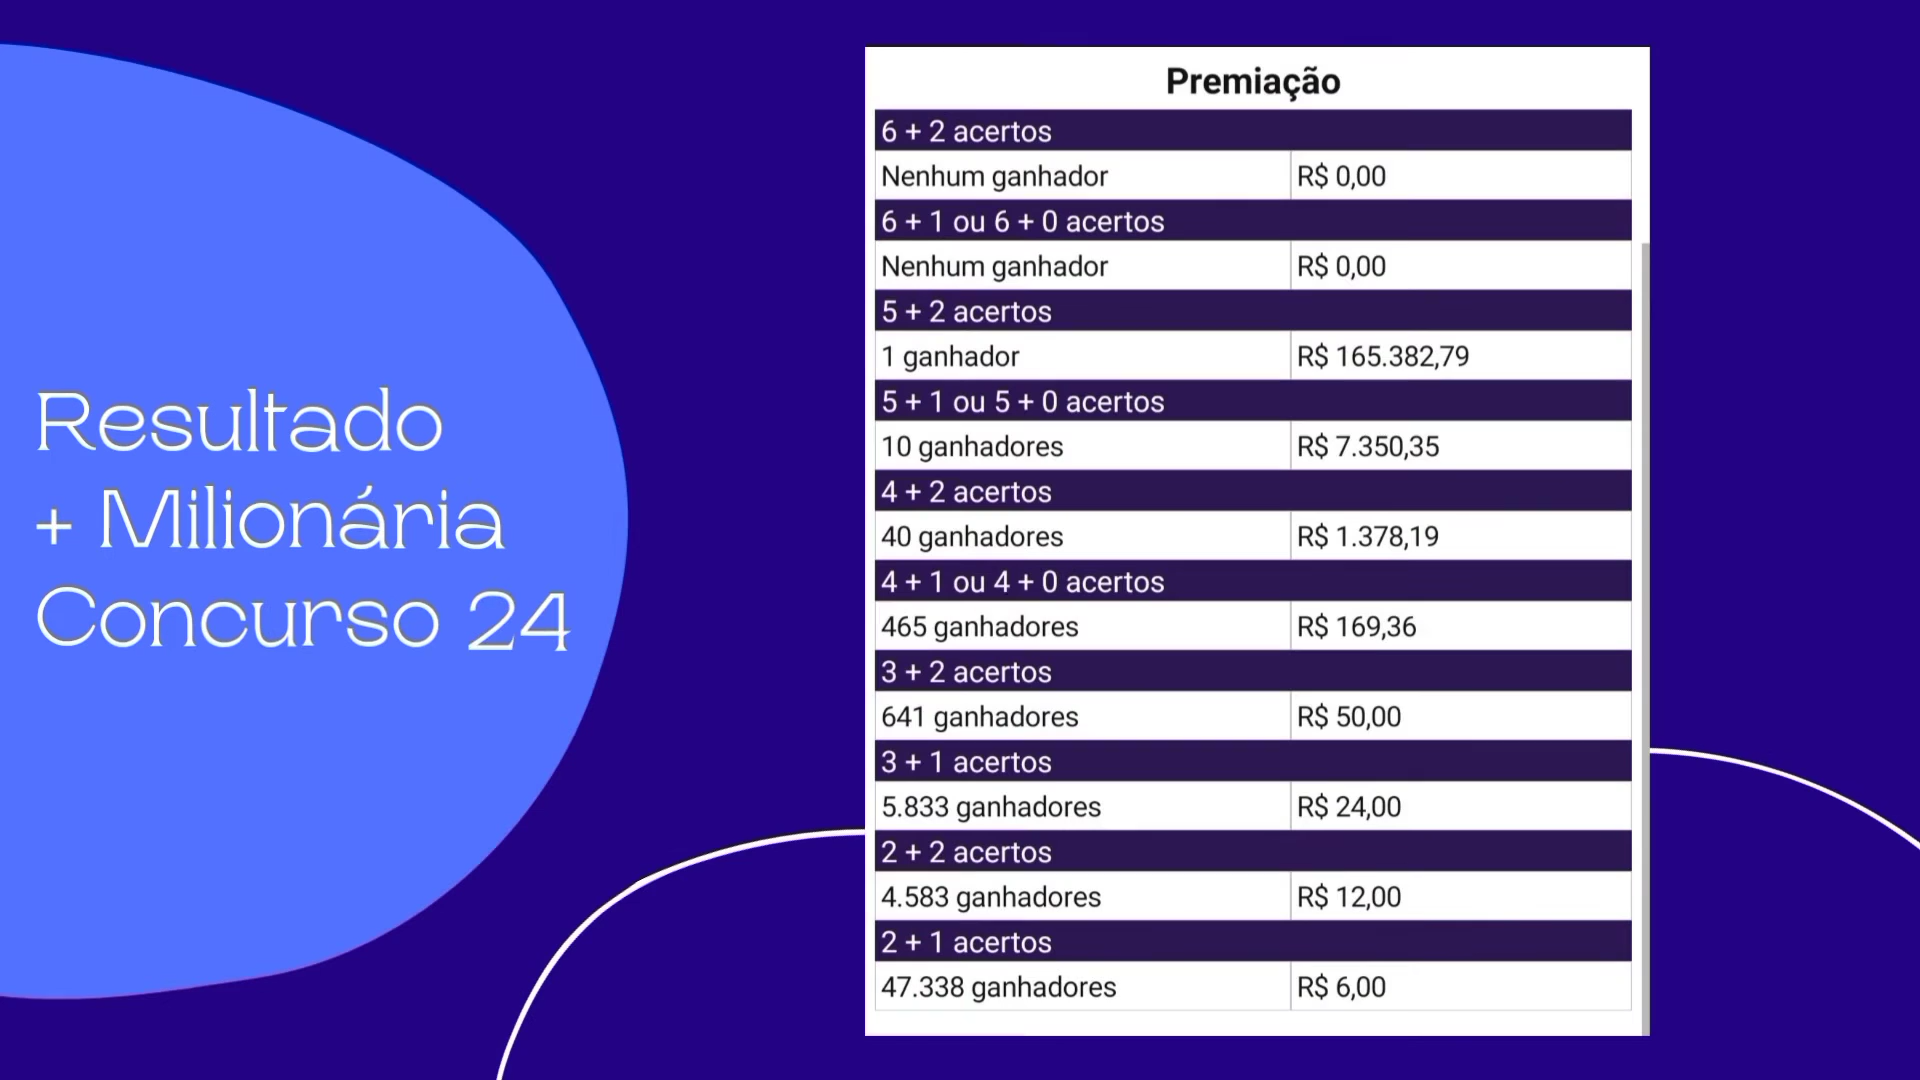 Resultado
+ Milionária
Concurso 24
Premiação
6 + 2 acertos
Nenhum ganhador R$ 0,00
6 + 1 ou 6 + 0 acertos
Nenhum ganhador R$ 0,00
5 + 2 acertos
1 ganhador R$ 165.382,79
5 + 1 ou 5 + 0 acertos
10 ganhadores R$ 7.350,35
4 + 2 acertos
40 ganhadores R$ 1.378,19
4 + 1 ou 4 + 0 acertos
465 ganhadores R$ 169,36
3 + 2 acertos
641 ganhadores R$ 50,00
3 + 1 acertos
5.833 ganhadores R$ 24,00
2 + 2 acertos
4.583 ganhadores R$ 12,00
2 + 1 acertos
47.338 ganhadores R$ 6,00